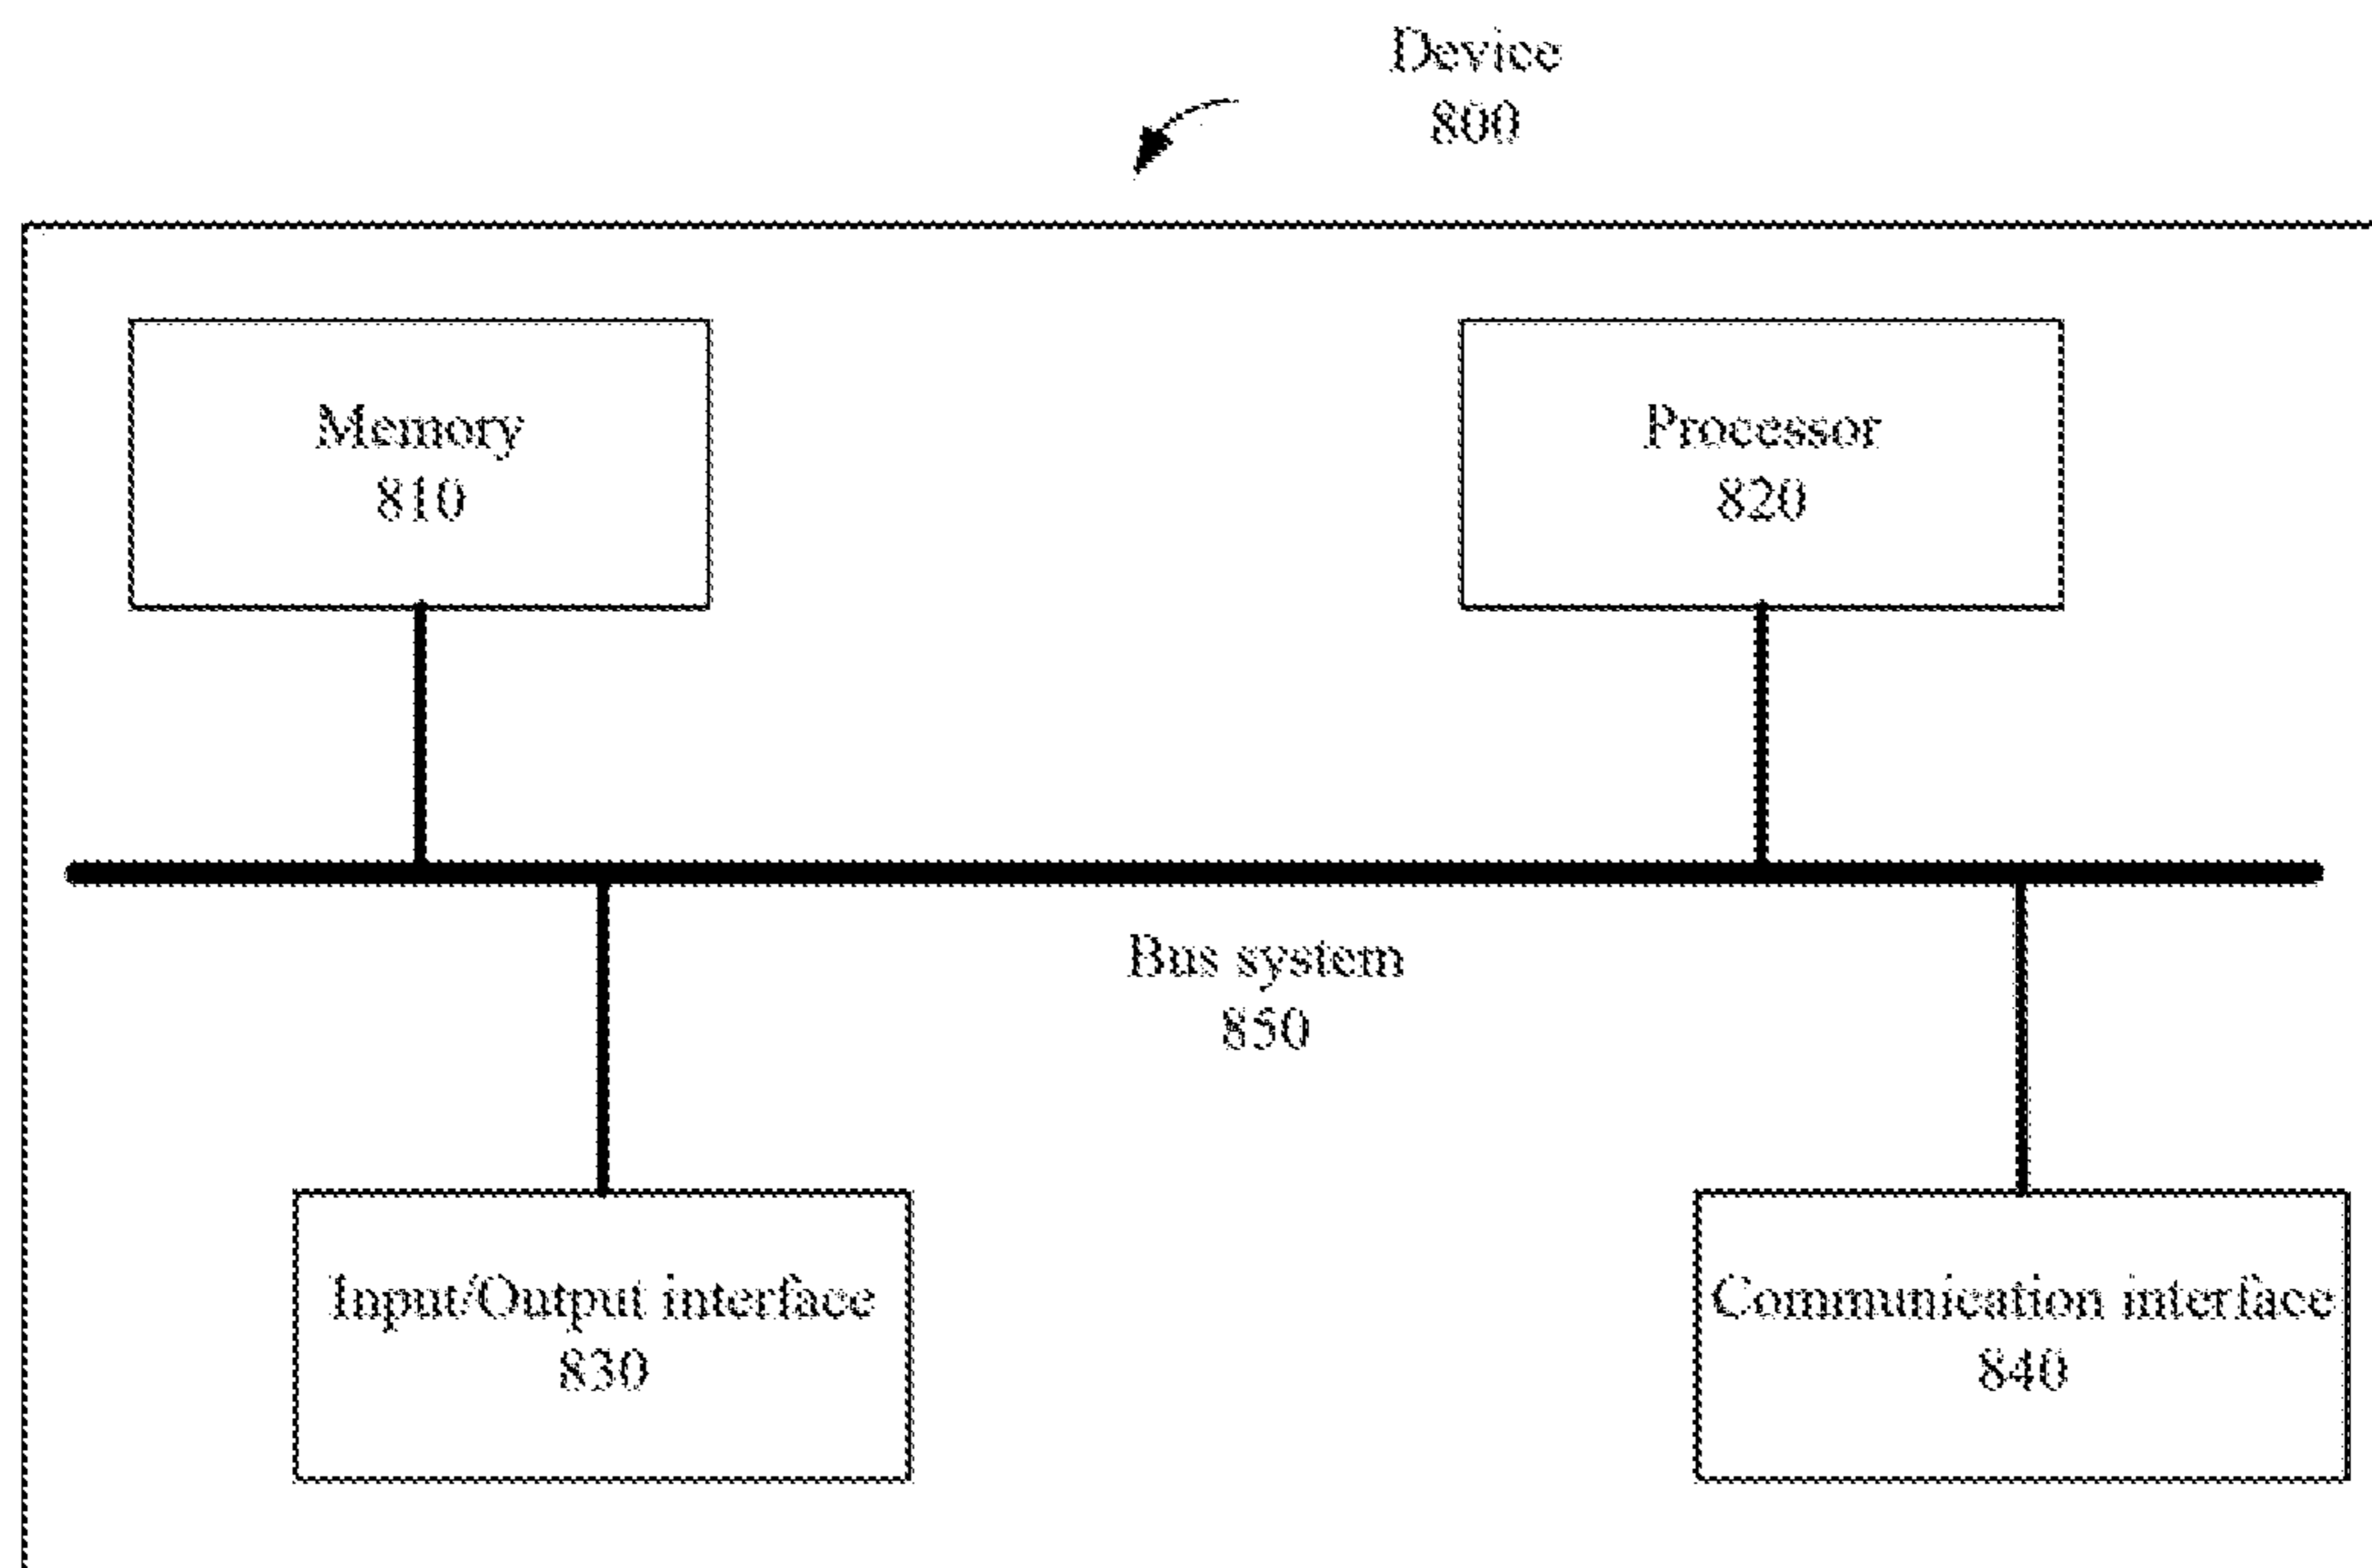 Device
800
Memory
810
Processor
820
Bus system
850
Input/Output interface
830
Communication interface
840